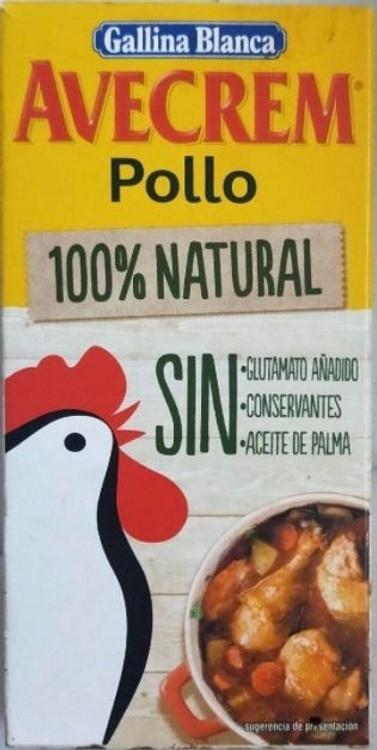 Gallina Blanca
AVECREM®
Pollo
100% NATURAL
SIN
•GLUTAMATO AÑADIDO
•CONSERVANTES
•ACEITE DE PALMA
sugerencia de presentación